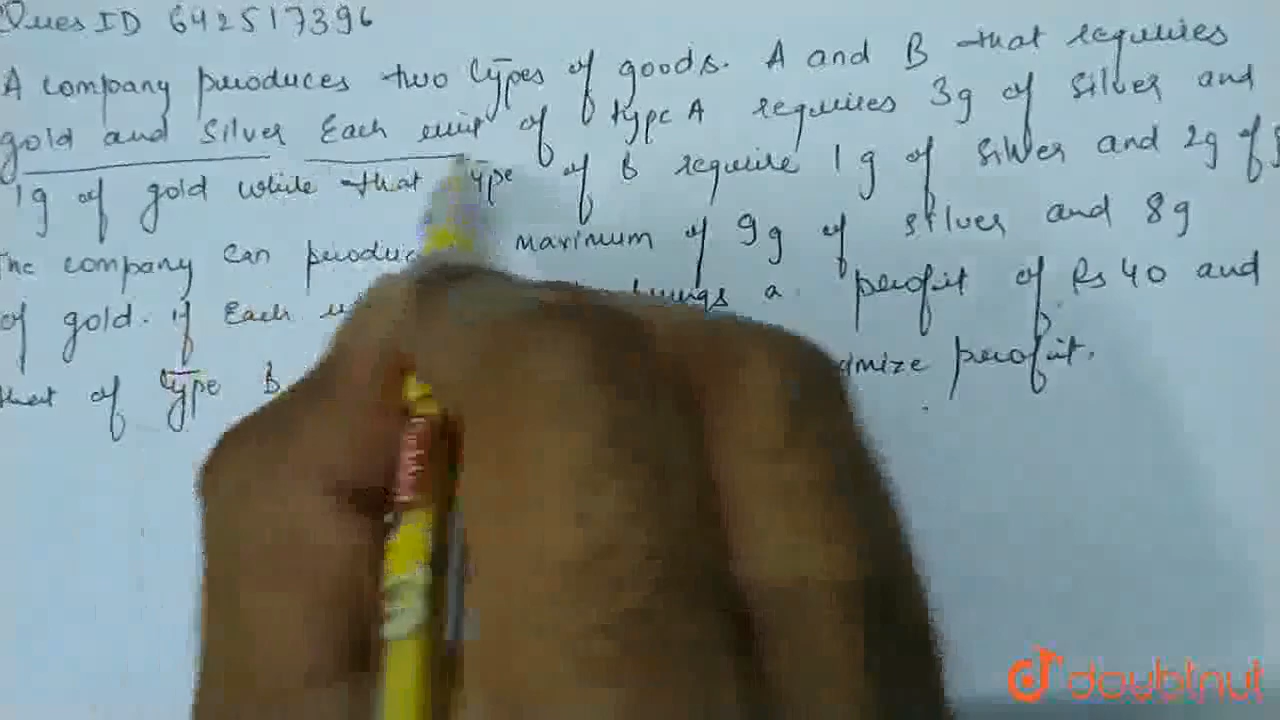 Ques ID 642517396
A company produces two types of goods. A and B that requires
gold and silver Each unit of type A requires 3g of silver and
1g of gold while that type of B require 1g of silver and 2g of
The company can produce maximum of 9g of silver and 8g
of gold. if Each a profit of Rs 40 and
that of type B profit.
doubtnut